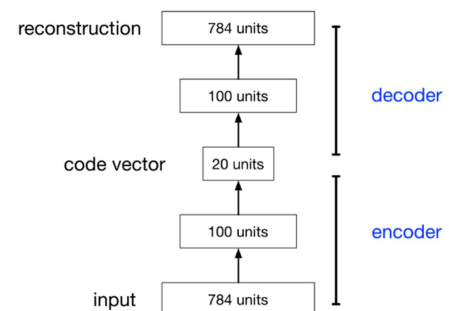 reconstruction 784 units
100 units decoder
code vector 20 units
100 units encoder
input 784 units